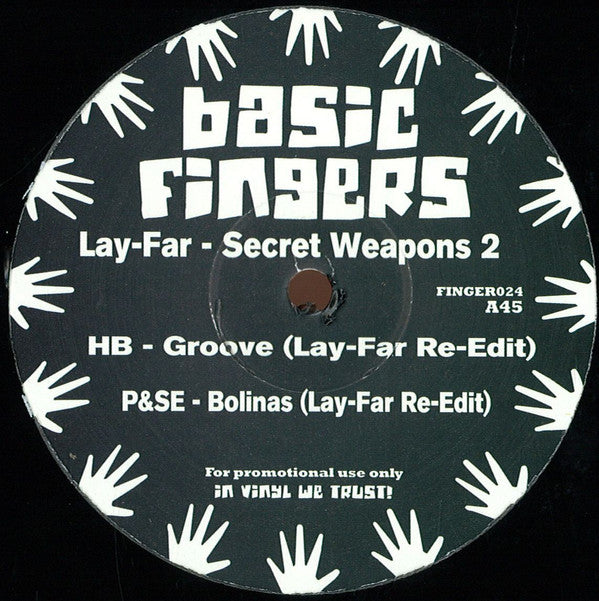 basic
fingers
Lay-Far - Secret Weapons 2
FINGER024
A45
HB - Groove (Lay-Far Re-Edit)
P&SE - Bolinas (Lay-Far Re-Edit)
For promotional use only
in vinyl we trust!